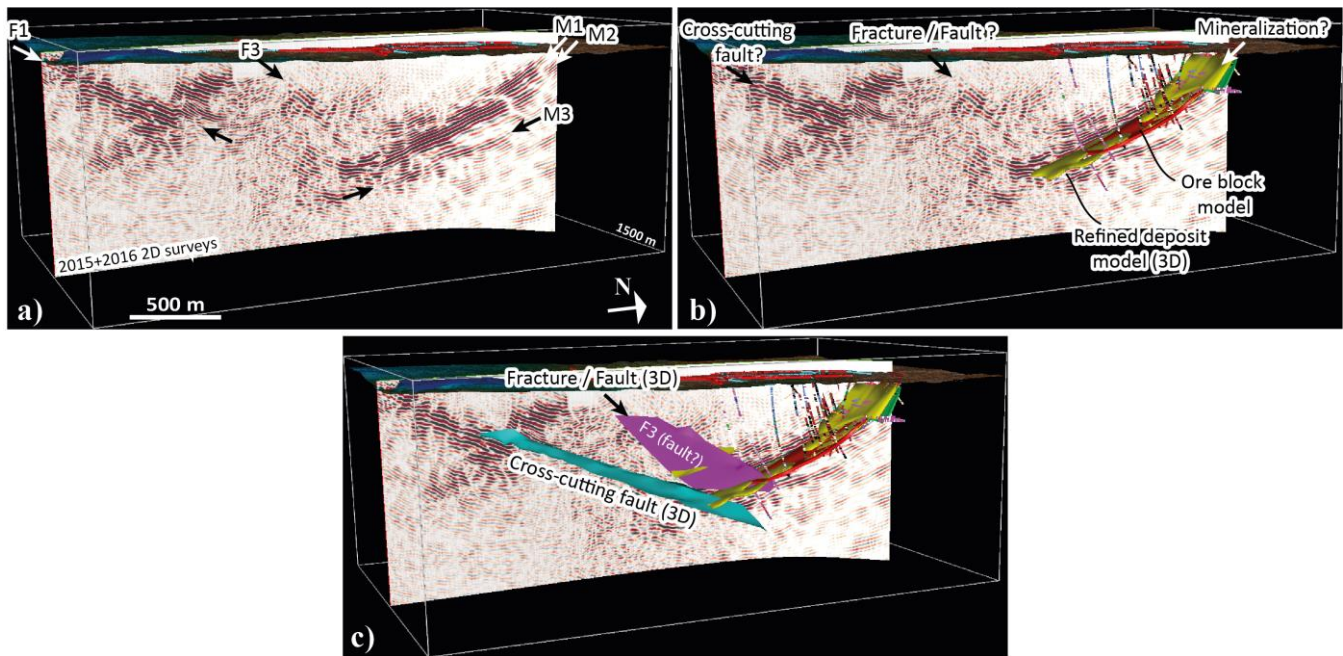 F1
F3
M1
M2
M3
2015+2016 2D surveys
1500 m
500 m
N
a)
Cross-cutting
fault?
Fracture / Fault?
Mineralization?
Ore block
model
Refined deposit
model (3D)
b)
Fracture / Fault (3D)
F3 (fault?)
Cross-cutting fault (3D)
c)